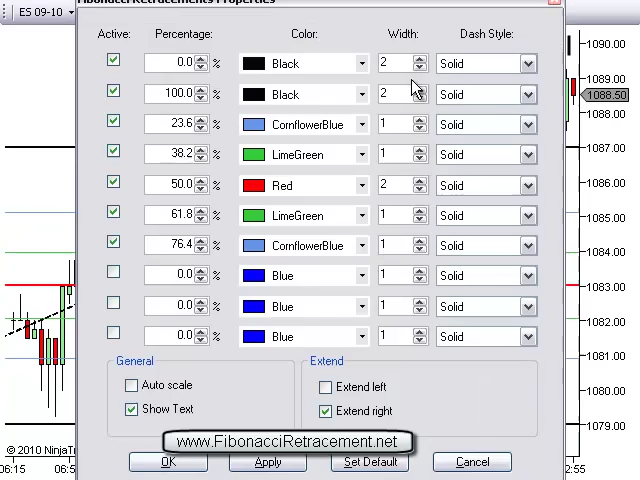 Fibonacci Retracements Properties
ES 09-10
Active: Percentage: Color: Width: Dash Style:
0.0 % Black 2 Solid
100.0 % Black 2 Solid
23.6 % CornflowerBlue 1 Solid
38.2 % LimeGreen 1 Solid
50.0 % Red 2 Solid
61.8 % LimeGreen 1 Solid
76.4 % CornflowerBlue 1 Solid
0.0 % Blue 1 Solid
0.0 % Blue 1 Solid
0.0 % Blue 1 Solid
General Extend
Auto scale Extend left
Show Text Extend right
www.FibonacciRetracement.net
OK Apply Set Default Cancel
1090.00
1089.00
1088.50
1088.00
1087.00
1086.00
1085.00
1084.00
1083.00
1082.00
1081.00
1080.00
1079.00
© 2010 NinjaTr
06:15 06:5 2:55